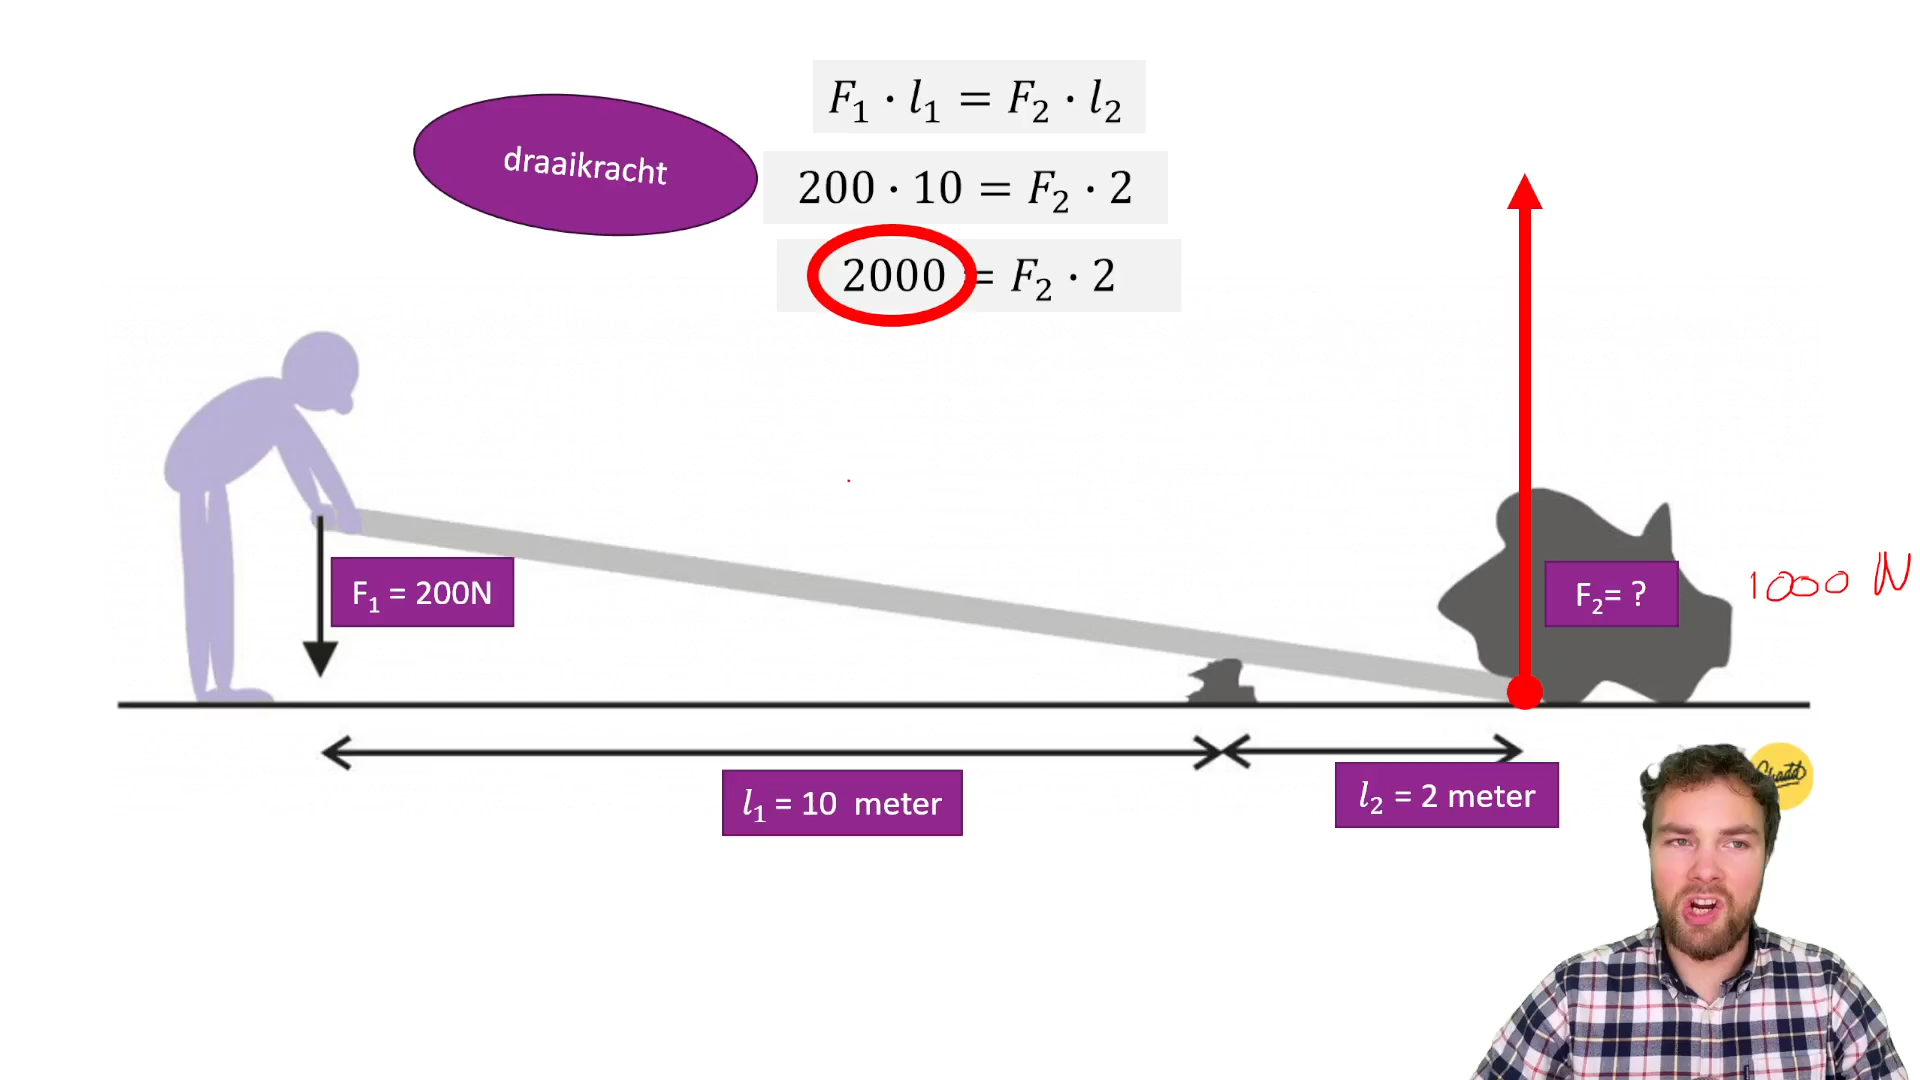 F₁ · l₁ = F₂ · l₂
draaikracht
200 · 10 = F₂ · 2
2000 = F₂ · 2
F₁ = 200N
F₂= ?
1000 N
l₁ = 10 meter
l₂ = 2 meter